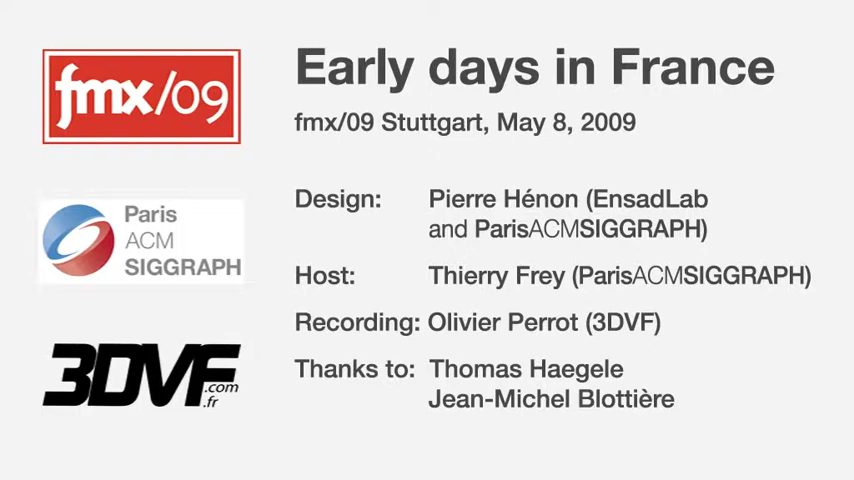 fmx/09
Early days in France
fmx/09 Stuttgart, May 8, 2009
Paris
ACM
SIGGRAPH
Design: Pierre Hénon (EnsadLab
and ParisACMSIGGRAPH)
Host: Thierry Frey (ParisACMSIGGRAPH)
Recording: Olivier Perrot (3DVF)
3DVF
.com
.fr
Thanks to: Thomas Haegele
Jean-Michel Blottière